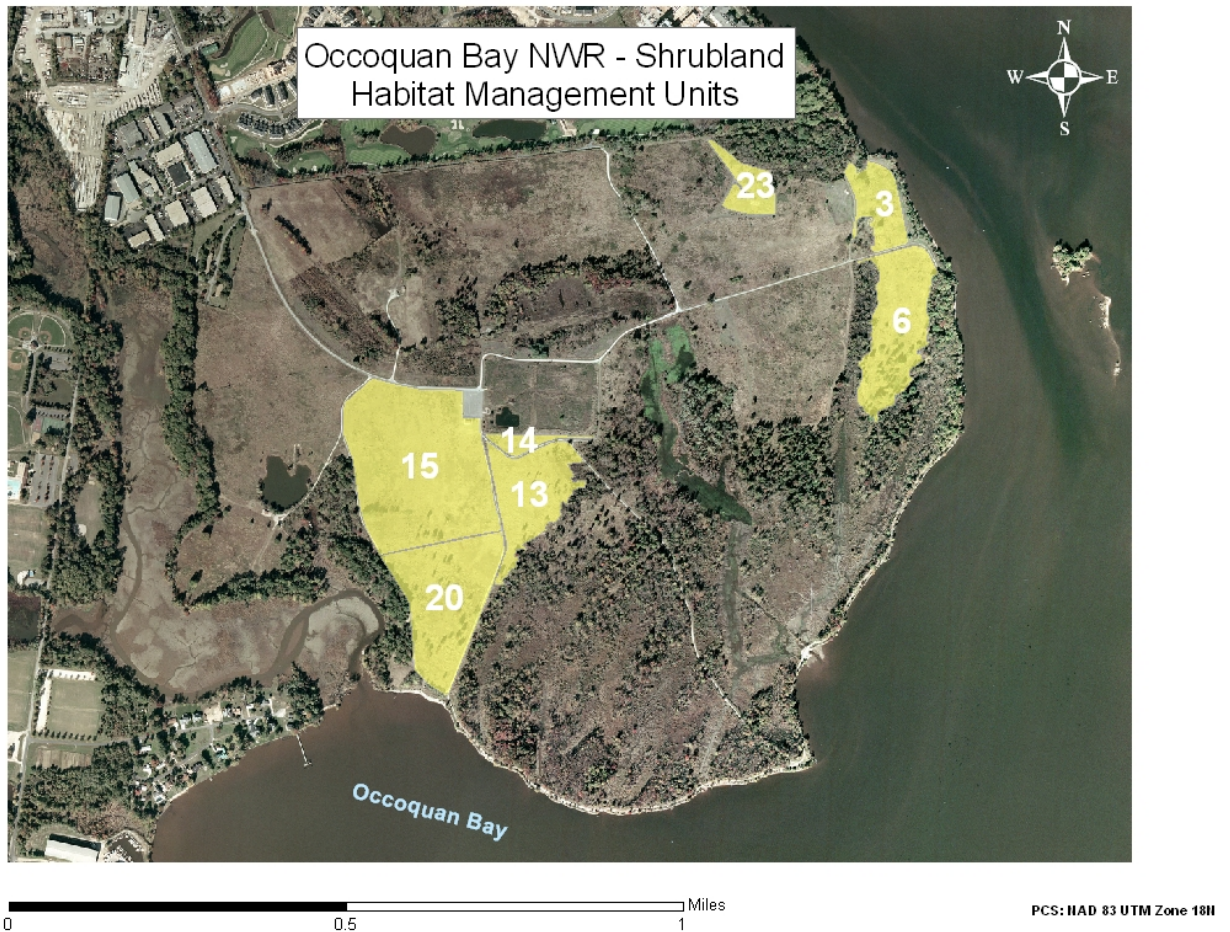 Occoquan Bay NWR - Shrubland
Habitat Management Units
N
W E
S
23
3
6
14
15
13
20
Occoquan Bay
Miles
0 0.5 1
PCS: NAD 83 UTM Zone 18N